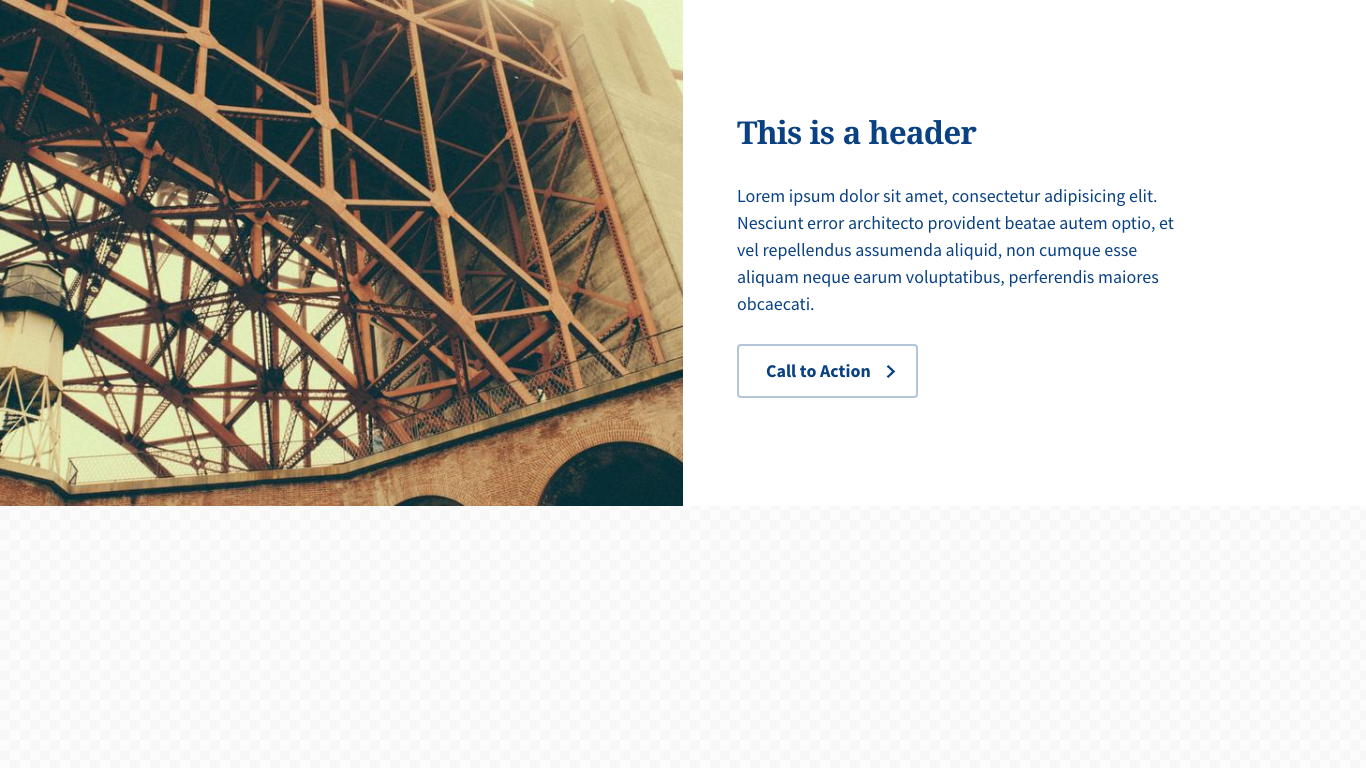 This is a header
Lorem ipsum dolor sit amet, consectetur adipisicing elit.
Nesciunt error architecto provident beatae autem optio, et
vel repellendus assumenda aliquid, non cumque esse
aliquam neque earum voluptatibus, perferendis maiores
obcaecati.
Call to Action